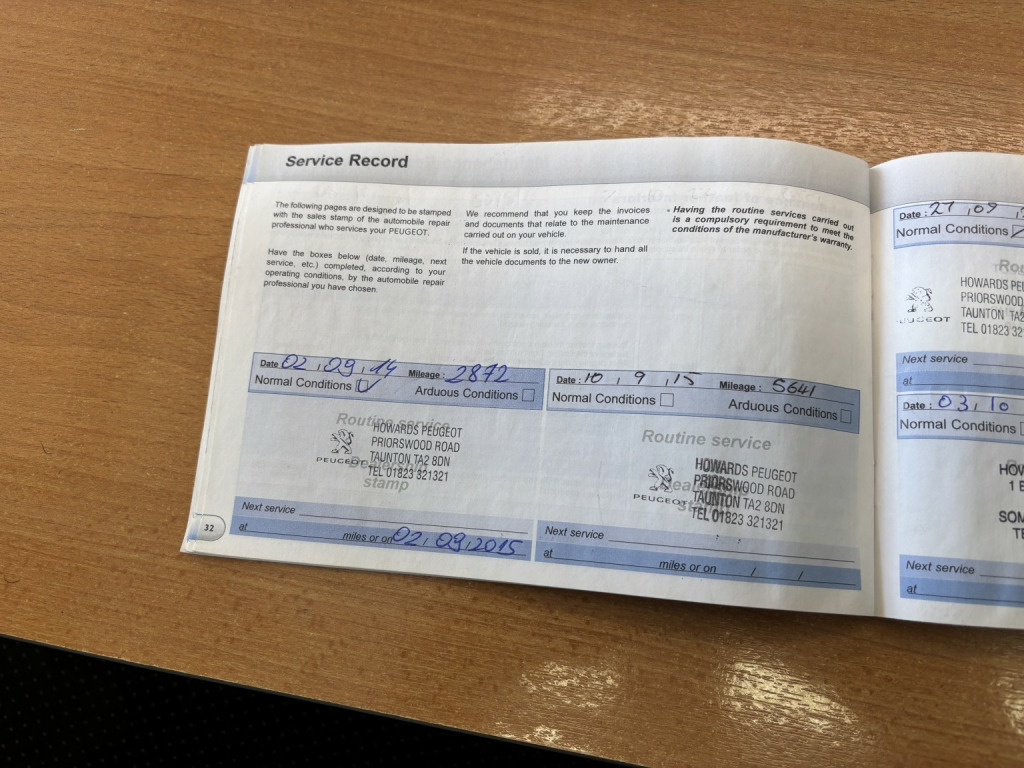 Service Record
The following pages are designed to be stamped
with the sales stamp of the automobile repair
professional who services your PEUGEOT.
Have the boxes below (date, mileage, next
service, etc.) completed, according to your
operating conditions, by the automobile repair
professional you have chosen.
We recommend that you keep the invoices
and documents that relate to the maintenance
carried out on your vehicle.
If the vehicle is sold, it is necessary to hand all
the vehicle documents to the new owner.
• Having the routine services carried out
is a compulsory requirement to meet the
conditions of the manufacturer's warranty.
Date 02, 09, 14 Mileage: 2872
Normal Conditions Arduous Conditions
Routine service
stamp
PEUGEOT
HOWARDS PEUGEOT
PRIORSWOOD ROAD
TAUNTON TA2 8DN
TEL 01823 321321
Next service
at miles or on 02, 09, 2015
32
Date: 10, 9, 15 Mileage: 5641
Normal Conditions Arduous Conditions
Routine service
PEUGEOT
HOWARDS PEUGEOT
PRIORSWOOD ROAD
TAUNTON TA2 8DN
TEL 01823 321321
Next service
at miles or on / /
Date: 27, 09
Normal Conditions
HOWARDS
PRIORSWOOD
TAUNTON
TEL 01823 32
Next service
at
Date: 03, 10
Normal Conditions
Next service
at